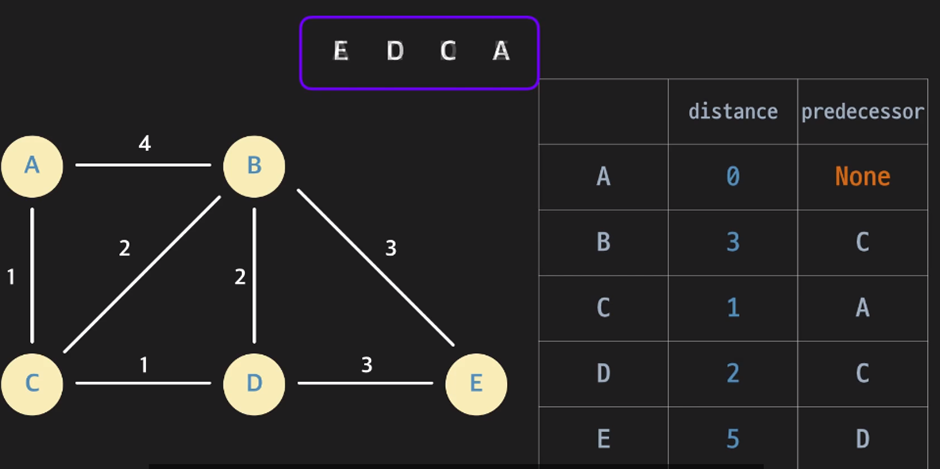 E D C A
distance predecessor
A 0 None
B 3 C
C 1 A
D 2 C
E 5 D
4
A B
2 3
1 2
1 3
C D E